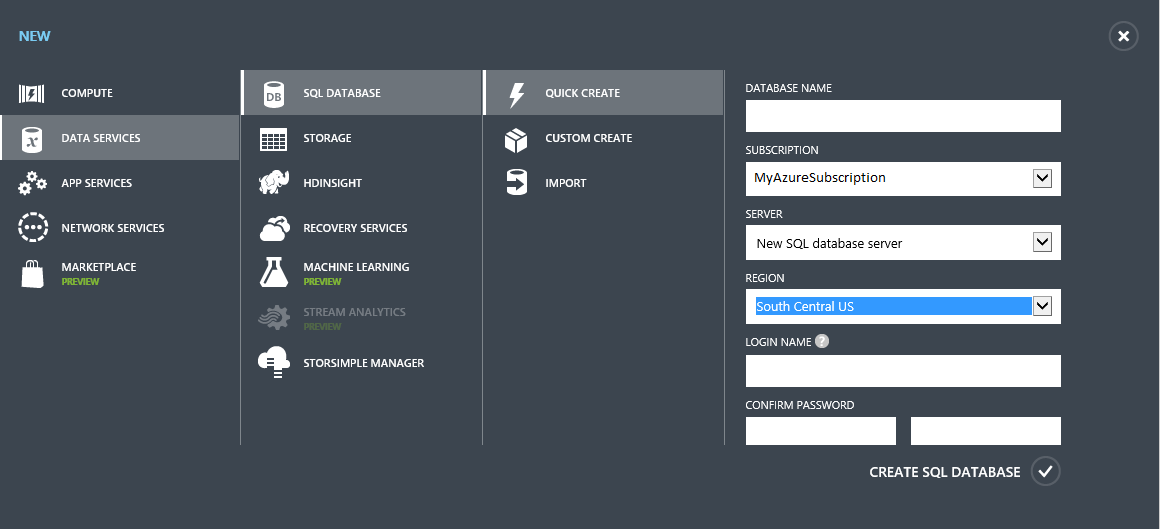 NEW
COMPUTE
DATA SERVICES
APP SERVICES
NETWORK SERVICES
MARKETPLACE
PREVIEW
DB
SQL DATABASE
STORAGE
HDINSIGHT
RECOVERY SERVICES
MACHINE LEARNING
PREVIEW
STREAM ANALYTICS
PREVIEW
STORSIMPLE MANAGER
QUICK CREATE
CUSTOM CREATE
IMPORT
DATABASE NAME
SUBSCRIPTION
MyAzureSubscription
SERVER
New SQL database server
REGION
South Central US
LOGIN NAME ?
CONFIRM PASSWORD
CREATE SQL DATABASE